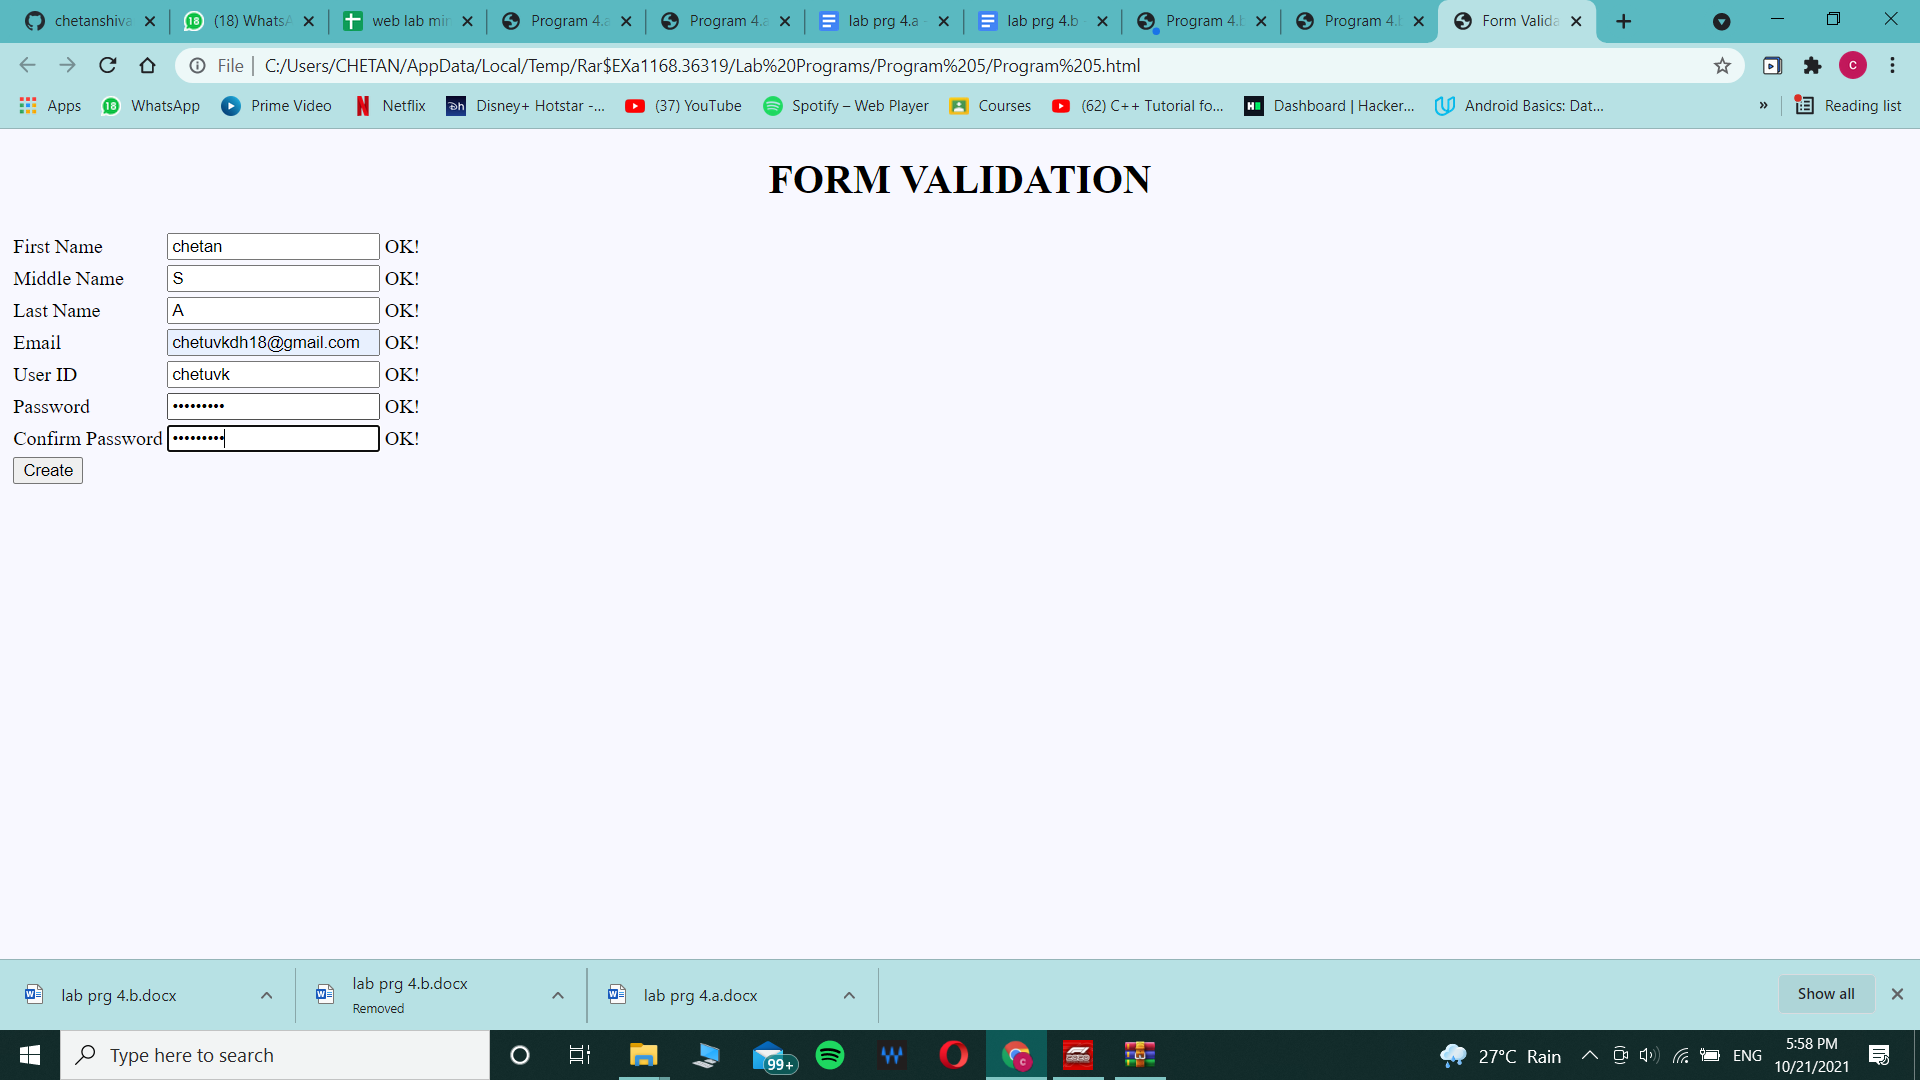 chetanshiva (18) WhatsA web lab min Program 4.a Program 4.a lab prg 4.a - lab prg 4.b - Program 4.b Program 4.b Form Valida
File C:/Users/CHETAN/AppData/Local/Temp/Rar$EXa1168.36319/Lab%20Programs/Program%205/Program%205.html C
Apps 18 WhatsApp Prime Video Netflix Disney+ Hotstar -... (37) YouTube Spotify – Web Player Courses (62) C++ Tutorial fo... Dashboard | Hacker... Android Basics: Dat... » Reading list
FORM VALIDATION
First Name chetan OK!
Middle Name S OK!
Last Name A OK!
Email chetuvkdh18@gmail.com OK!
User ID chetuvk OK!
Password ••••••••• OK!
Confirm Password ••••••••• OK!
Create
lab prg 4.b.docx lab prg 4.b.docx lab prg 4.a.docx Show all
Removed
Type here to search 99+ 27°C Rain ENG 5:58 PM
10/21/2021